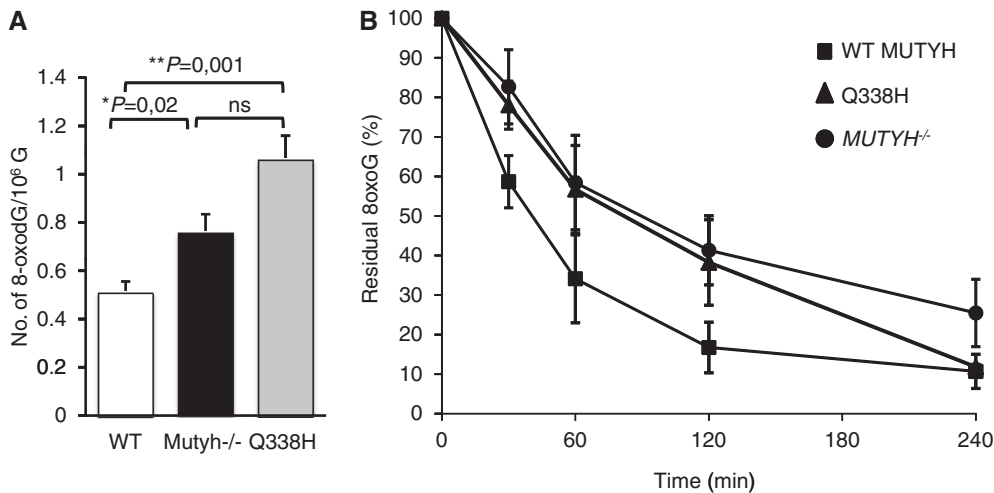 A
**P=0,001
*P=0,02
ns
No. of 8-oxodG/10⁶ G
1.4
1.2
1
0.8
0.6
0.4
0.2
0
WT Mutyh-/- Q338H
B
Residual 8oxoG (%)
100
90
80
70
60
50
40
30
20
10
0
0 60 120 180 240
Time (min)
WT MUTYH
Q338H
MUTYH⁻/⁻